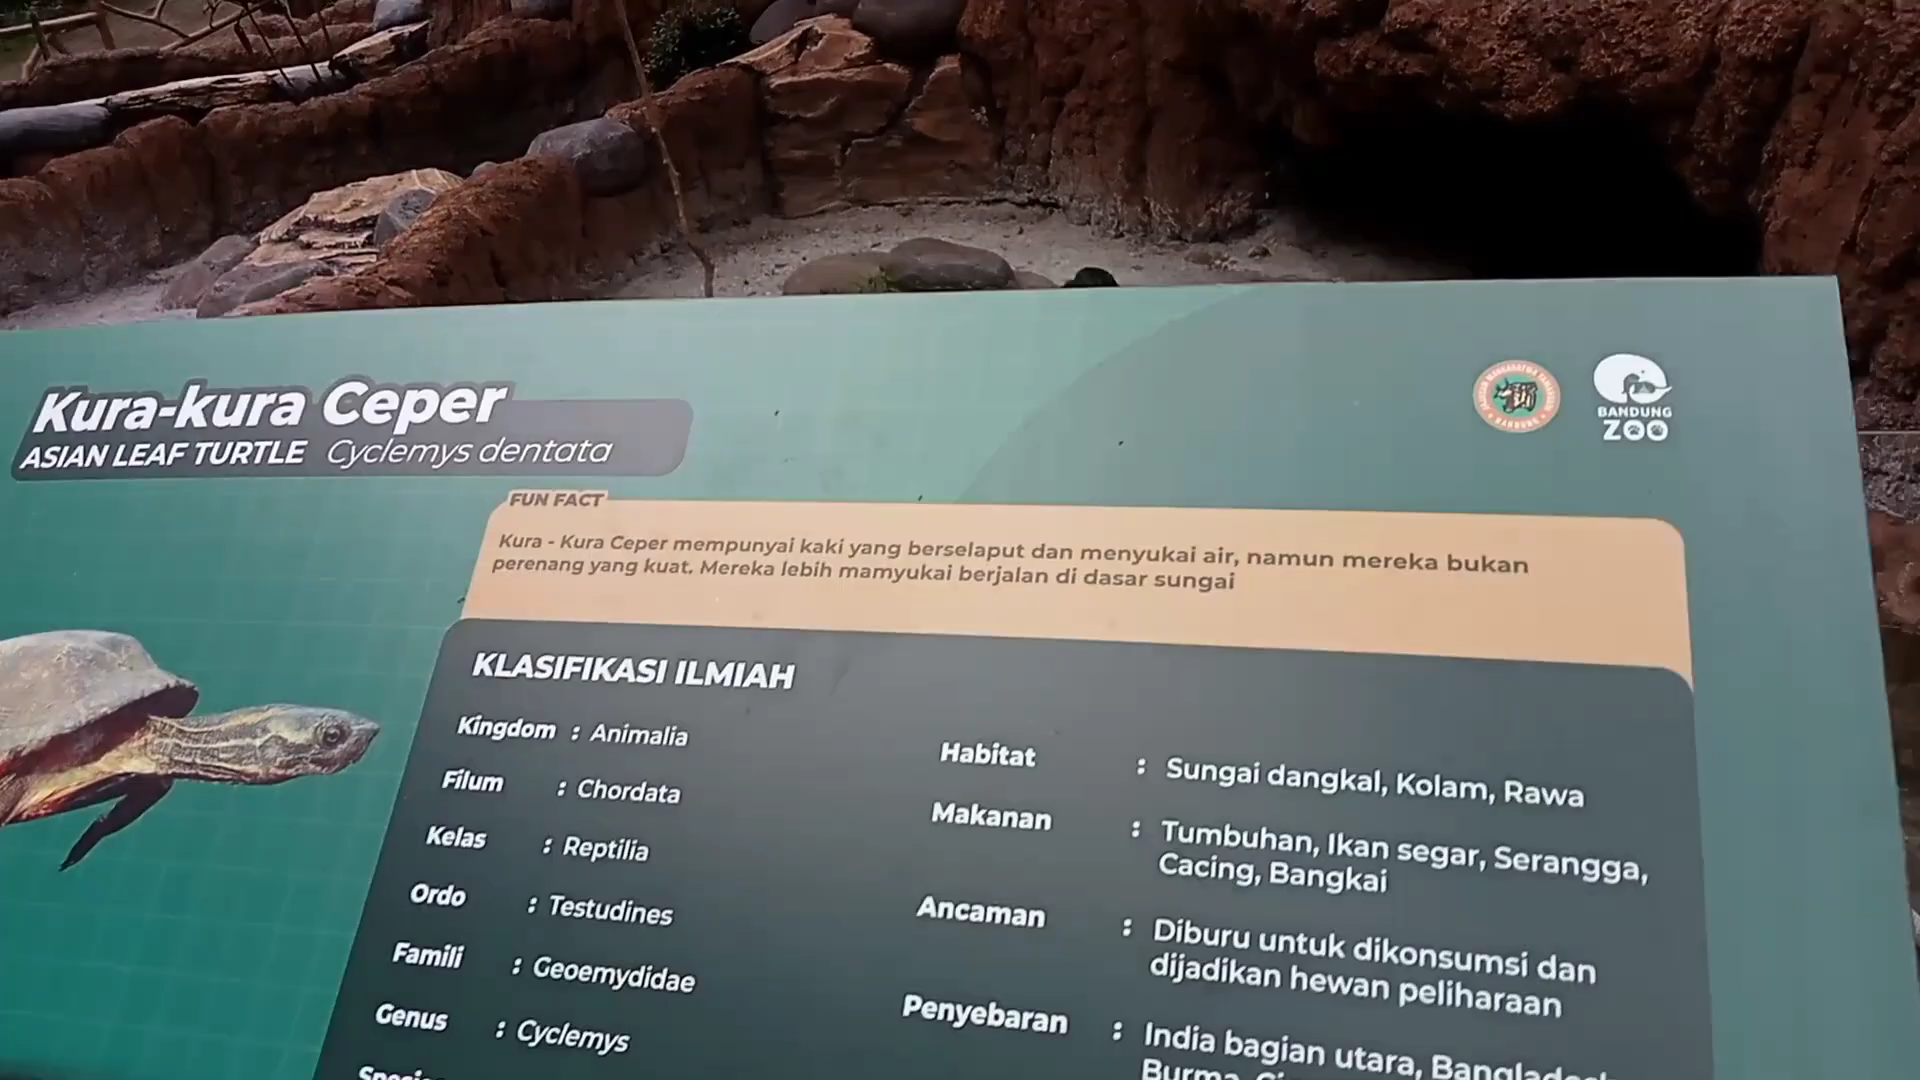 Kura-kura Ceper
ASIAN LEAF TURTLE Cyclemys dentata
BANDUNG
ZOO
FUN FACT
Kura - Kura Ceper mempunyai kaki yang berselaput dan menyukai air, namun mereka bukan
perenang yang kuat. Mereka lebih mamyukai berjalan di dasar sungai
KLASIFIKASI ILMIAH
Kingdom : Animalia
Filum : Chordata
Kelas : Reptilia
Ordo : Testudines
Famili : Geoemydidae
Genus : Cyclemys
Habitat : Sungai dangkal, Kolam, Rawa
Makanan : Tumbuhan, Ikan segar, Serangga,
Cacing, Bangkai
Ancaman : Diburu untuk dikonsumsi dan
dijadikan hewan peliharaan
Penyebaran : India bagian utara,